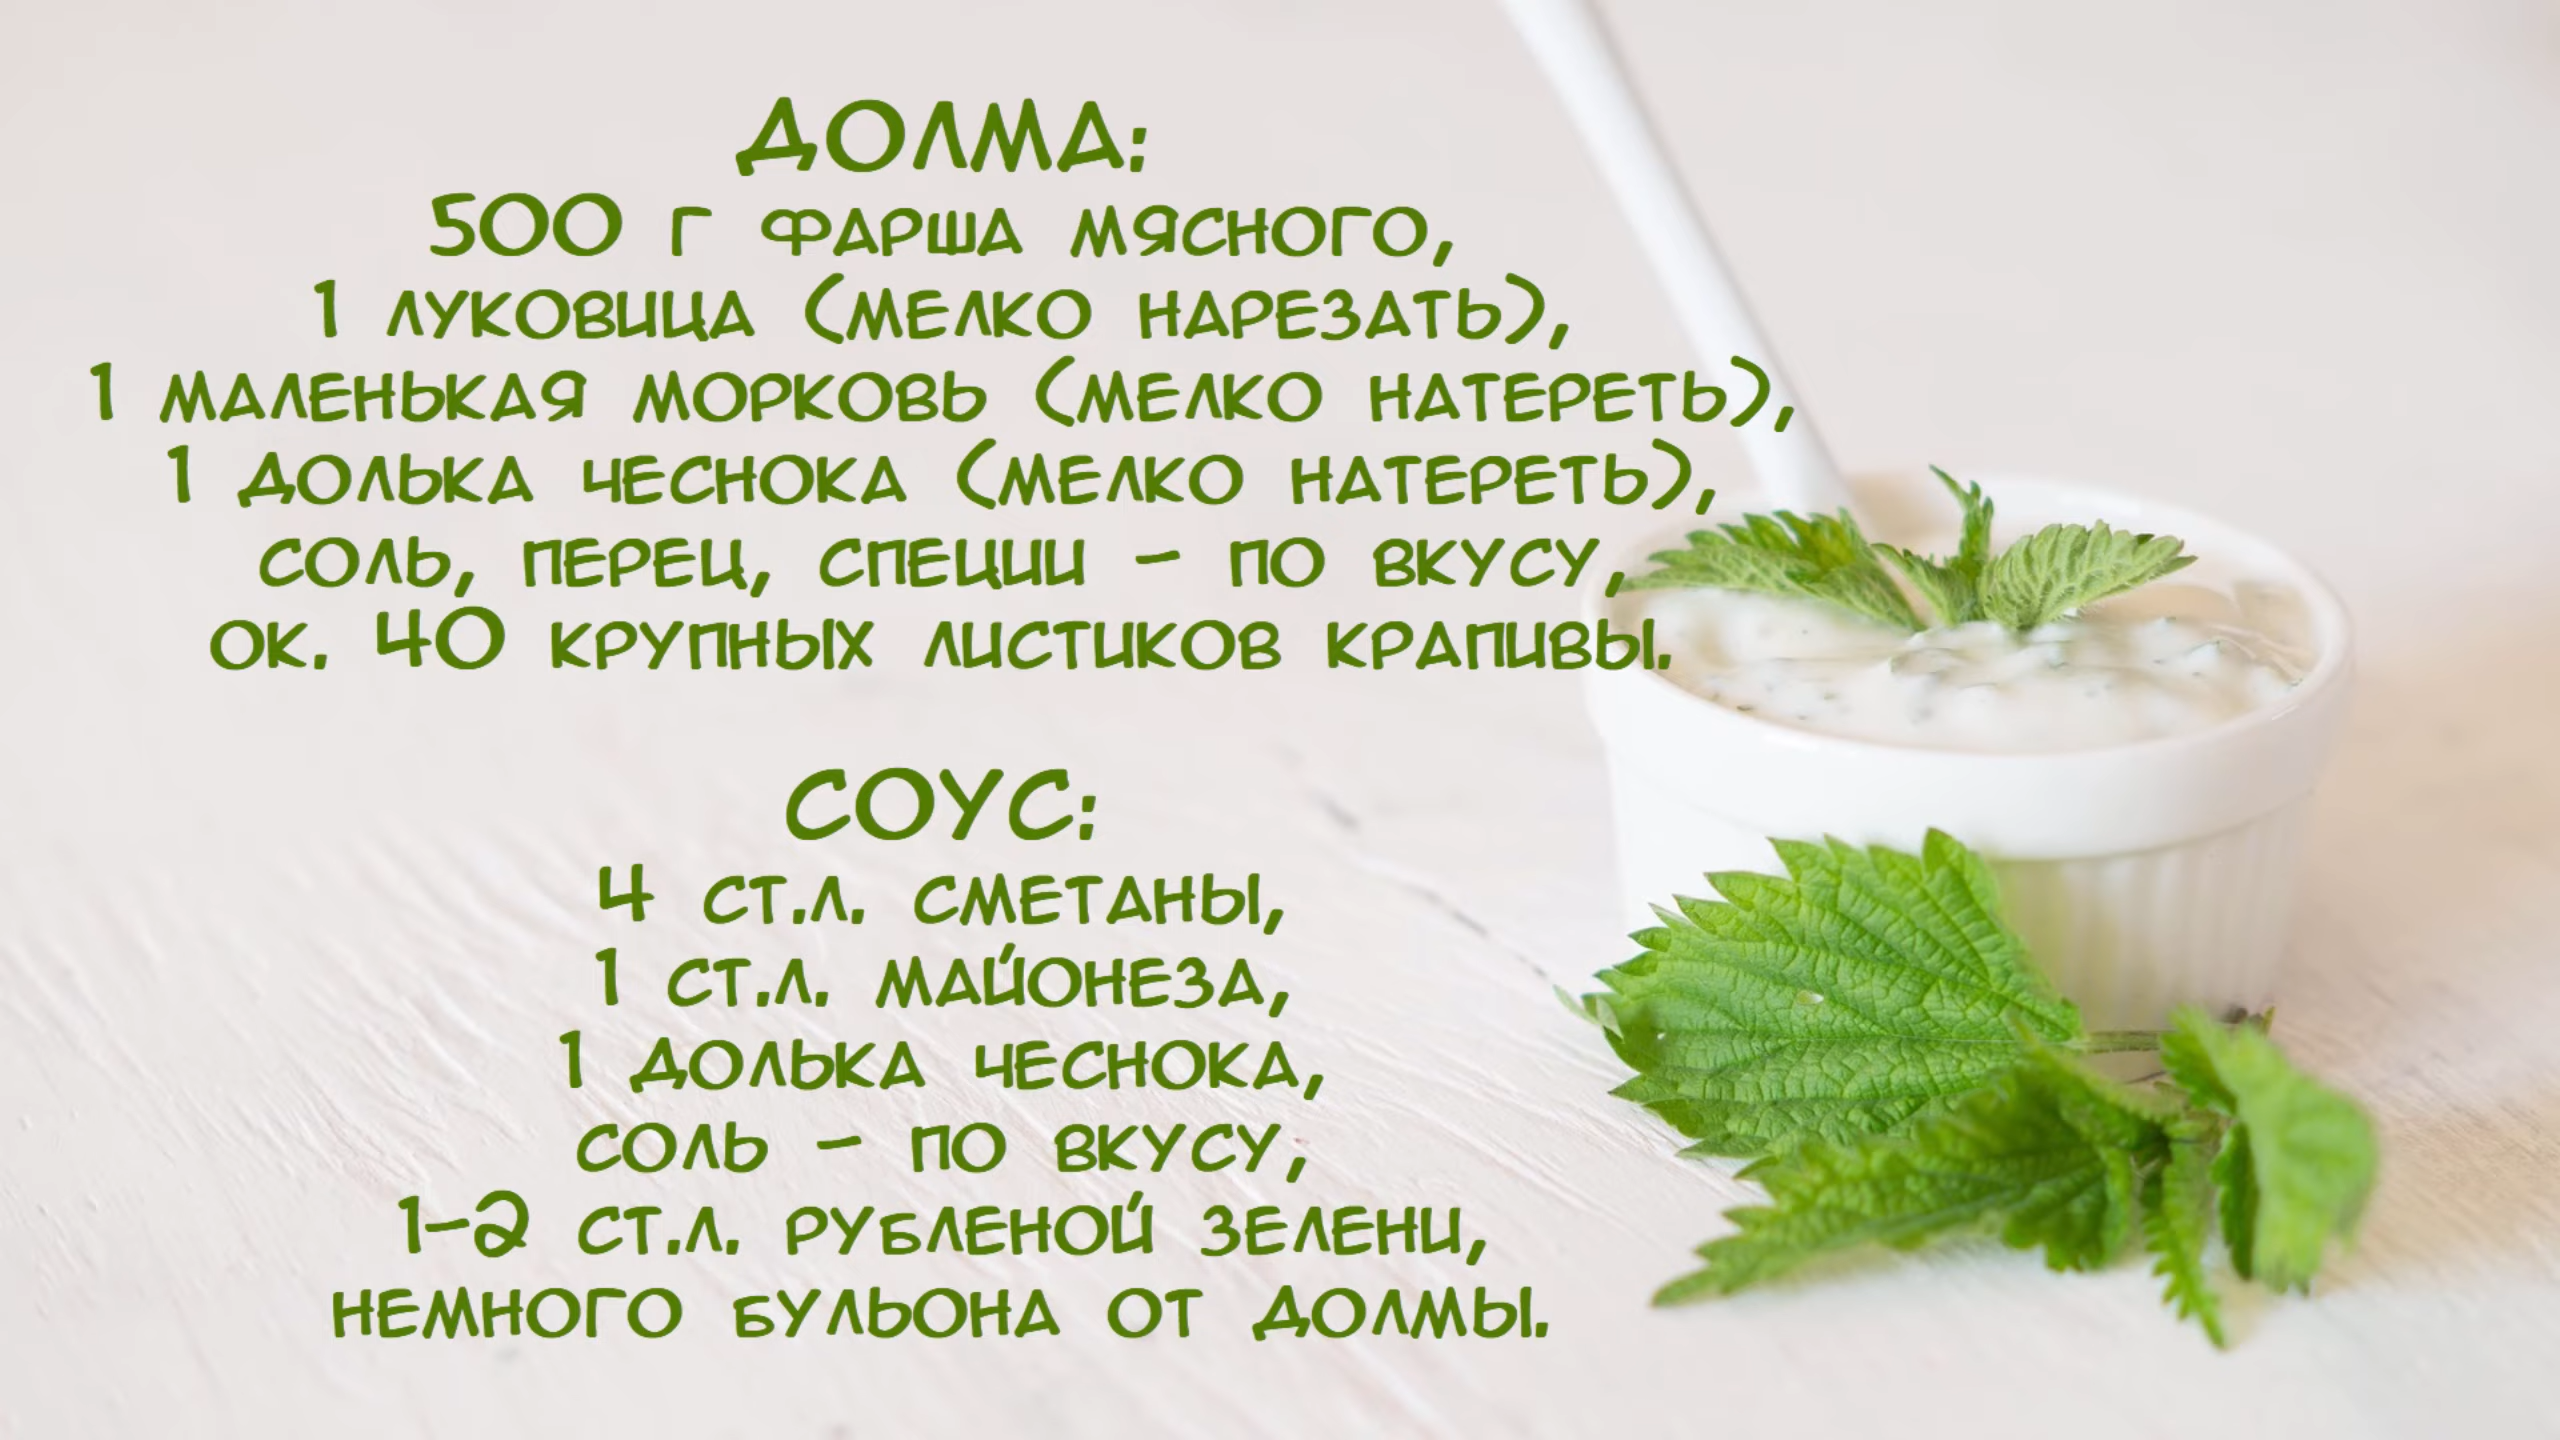 ДОЛМА:
500 г ФАРША МЯСНОГО,
1 ЛУКОВИЦА (МЕЛКО НАРЕЗАТЬ),
1 МАЛЕНЬКАЯ МОРКОВЬ (МЕЛКО НАТЕРЕТЬ),
1 ДОЛЬКА ЧЕСНОКА (МЕЛКО НАТЕРЕТЬ),
СОЛЬ, ПЕРЕЦ, СПЕЦИИ – ПО ВКУСУ,
ОК. 40 КРУПНЫХ ЛИСТИКОВ КРАПИВЫ.
СОУС:
4 СТ.Л. СМЕТАНЫ,
1 СТ.Л. МАЙОНЕЗА,
1 ДОЛЬКА ЧЕСНОКА,
СОЛЬ – ПО ВКУСУ,
1-2 СТ.Л. РУБЛЕНОЙ ЗЕЛЕНИ,
НЕМНОГО БУЛЬОНА ОТ ДОЛМЫ.